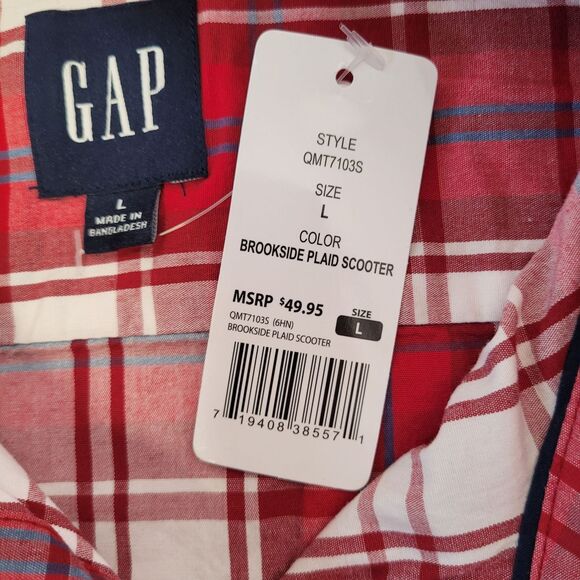 GAP
L
MADE IN
BANGLADESH
STYLE
QMT7103S
SIZE
L
COLOR
BROOKSIDE PLAID SCOOTER
MSRP $49.95
SIZE
L
QMT7103S (6HN)
BROOKSIDE PLAID SCOOTER
7 19408 38557 1